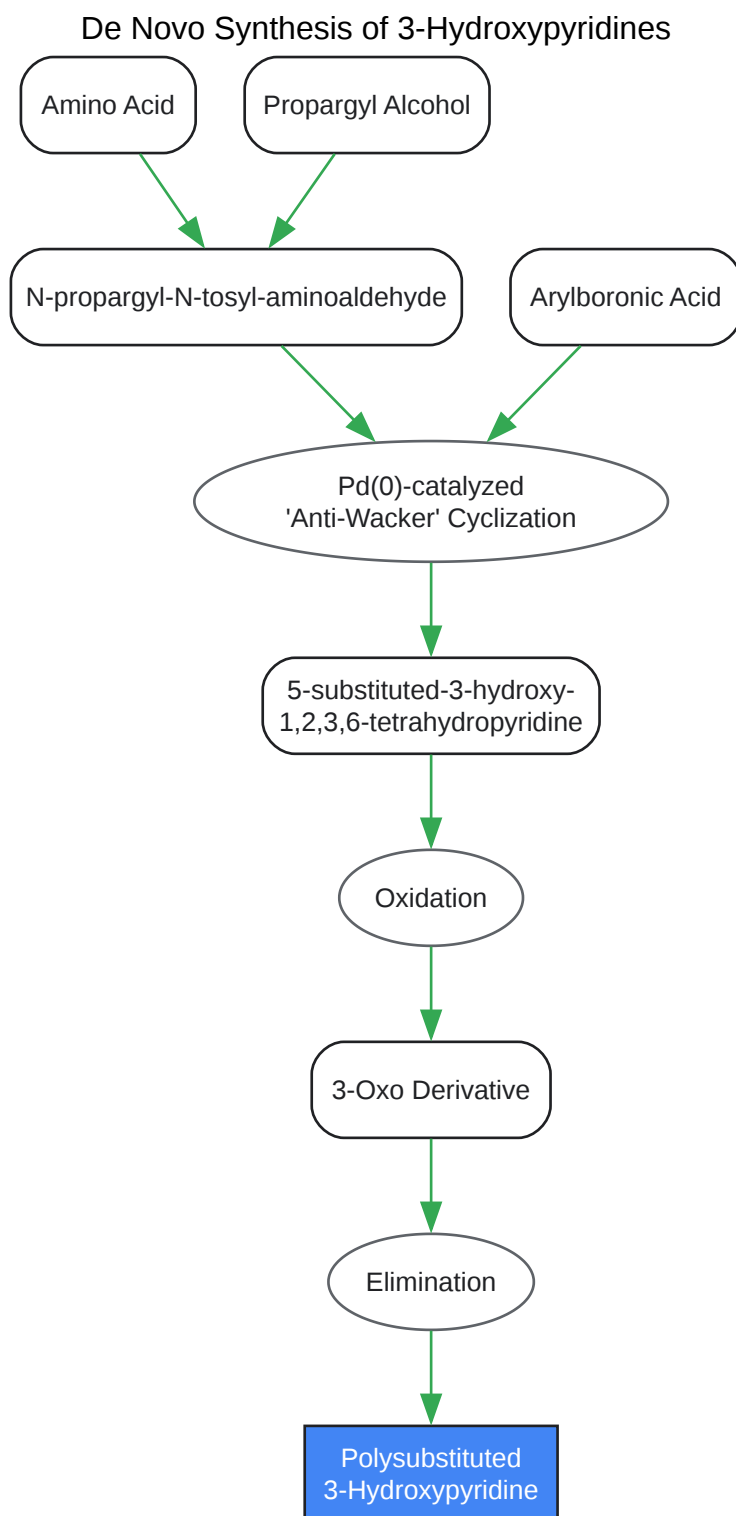 De Novo Synthesis of 3-Hydroxypyridines
Amino Acid
Propargyl Alcohol
N-propargyl-N-tosyl-aminoaldehyde
Arylboronic Acid
Pd(0)-catalyzed
'Anti-Wacker' Cyclization
5-substituted-3-hydroxy-
1,2,3,6-tetrahydropyridine
Oxidation
3-Oxo Derivative
Elimination
Polysubstituted
3-Hydroxypyridine